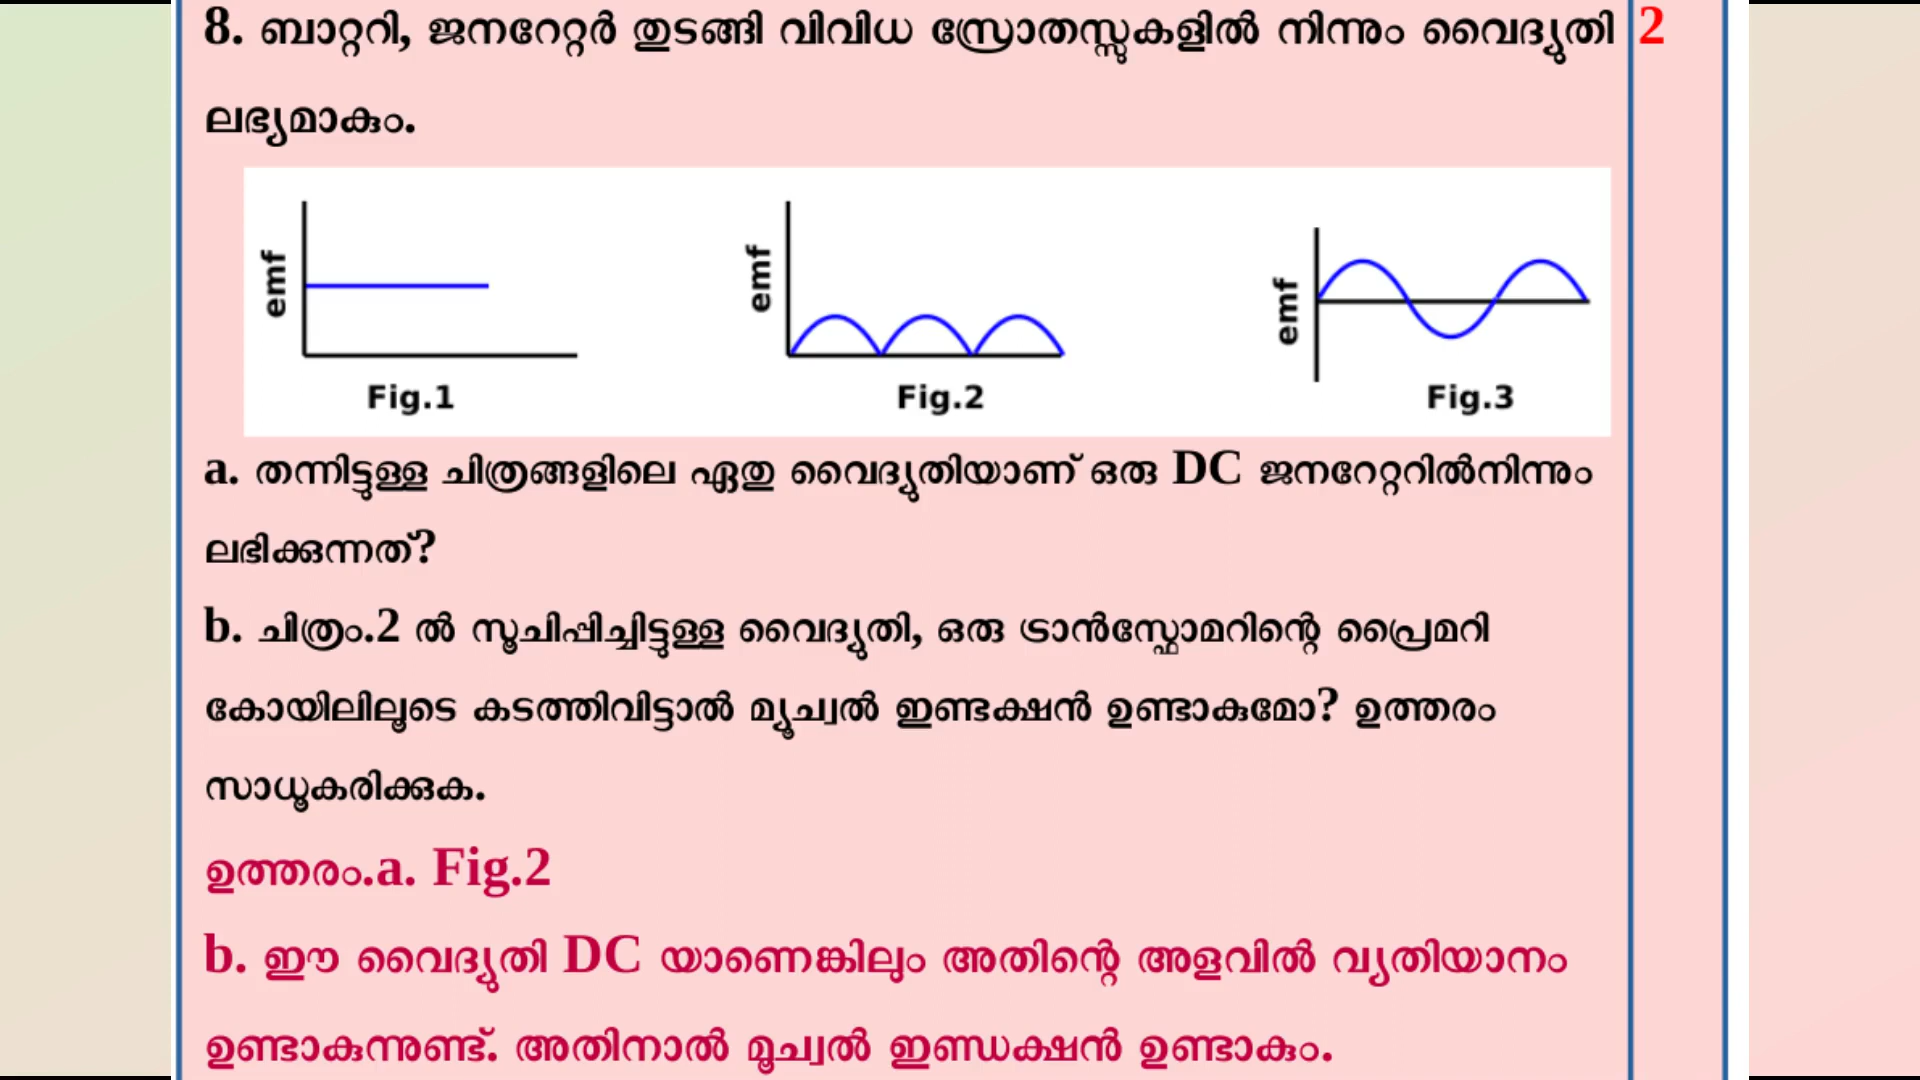 8. ബാറ്ററി, ജനറേറ്റർ തുടങ്ങി വിവിധ സ്രോതസ്സുകളിൽ നിന്നും വൈദ്യുതി 2
ലഭ്യമാകും.
emf emf emf
Fig.1 Fig.2 Fig.3
a. തന്നിട്ടുള്ള ചിത്രങ്ങളിലെ ഏതു വൈദ്യുതിയാണ് ഒരു DC ജനറേറ്ററിൽനിന്നും
ലഭിക്കുന്നത്?
b. ചിത്രം.2 ൽ സൂചിപ്പിച്ചിട്ടുള്ള വൈദ്യുതി, ഒരു ട്രാൻസ്ഫോമറിന്റെ പ്രൈമറി
കോയിലിലൂടെ കടത്തിവിട്ടാൽ മ്യൂച്വൽ ഇണ്ടക്ഷൻ ഉണ്ടാകുമോ? ഉത്തരം
സാധൂകരിക്കുക.
ഉത്തരം.a. Fig.2
b. ഈ വൈദ്യുതി DC യാണെങ്കിലും അതിന്റെ അളവിൽ വ്യതിയാനം
ഉണ്ടാകുന്നുണ്ട്. അതിനാൽ മൂച്വൽ ഇണ്ഡക്ഷൻ ഉണ്ടാകും.